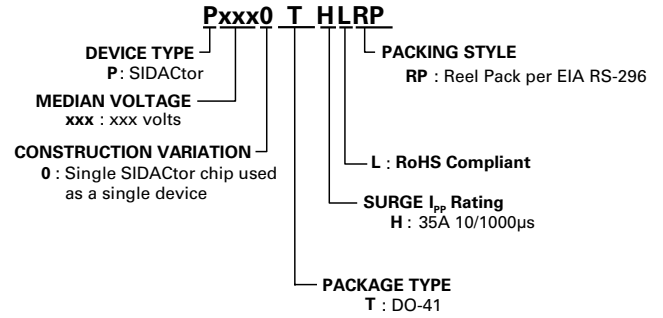 Pxxx0 T HLRP
DEVICE TYPE
P: SIDACtor
MEDIAN VOLTAGE
xxx : xxx volts
CONSTRUCTION VARIATION
0 : Single SIDACtor chip used
as a single device
PACKING STYLE
RP : Reel Pack per EIA RS-296
L : RoHS Compliant
SURGE IPP Rating
H : 35A 10/1000µs
PACKAGE TYPE
T : DO-41